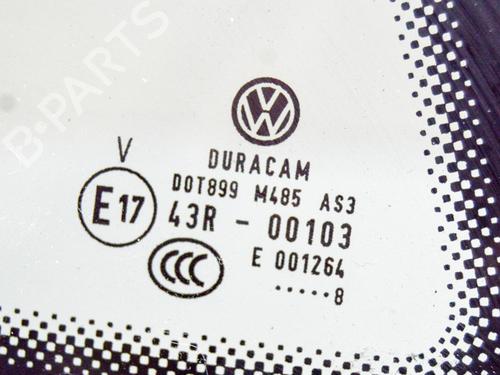 B-PARTS
DURACAM
V
DOT899 M485 AS3
E17
43R - 00103
CCC
E 001264
.....8